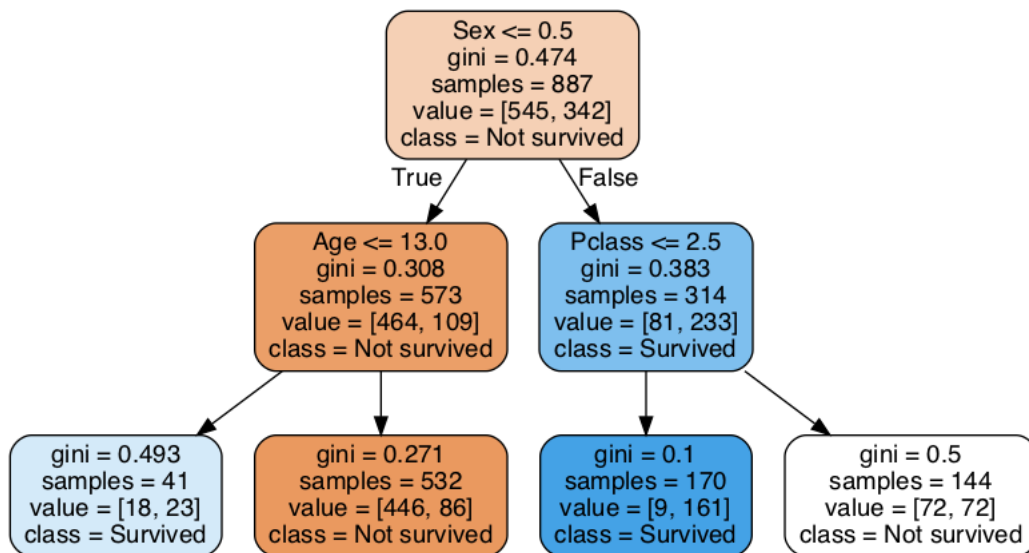 Sex <= 0.5
gini = 0.474
samples = 887
value = [545, 342]
class = Not survived
True
False
Age <= 13.0
gini = 0.308
samples = 573
value = [464, 109]
class = Not survived
Pclass <= 2.5
gini = 0.383
samples = 314
value = [81, 233]
class = Survived
gini = 0.493
samples = 41
value = [18, 23]
class = Survived
gini = 0.271
samples = 532
value = [446, 86]
class = Not survived
gini = 0.1
samples = 170
value = [9, 161]
class = Survived
gini = 0.5
samples = 144
value = [72, 72]
class = Not survived